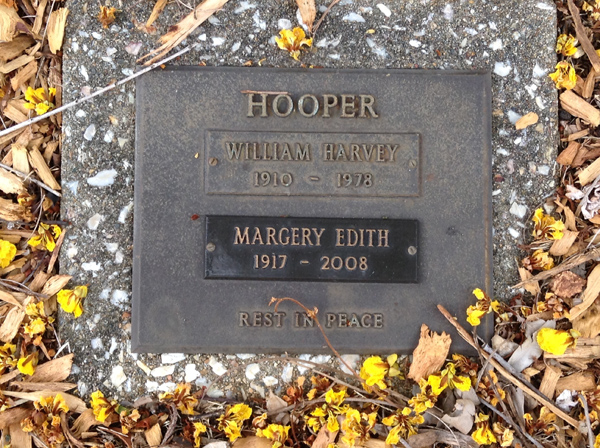 HOOPER
WILLIAM HARVEY
1910 - 1978
MARGERY EDITH
1917 - 2008
REST IN PEACE